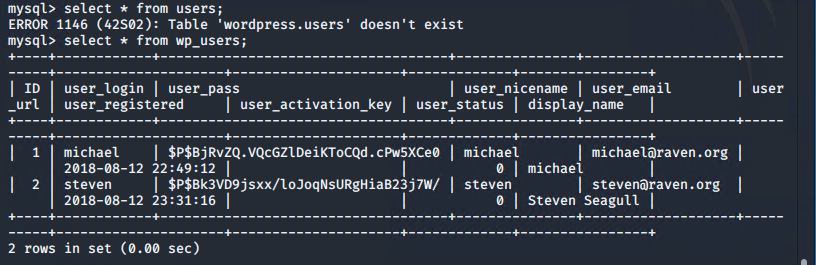 mysql> select * from users;
ERROR 1146 (42S02): Table 'wordpress.users' doesn't exist
mysql> select * from wp_users;
+----+------------+------------------------------------+---------------+-------------------+-----
-----+---------------------+---------------------+-------------+----------------+
| ID | user_login | user_pass                          | user_nicename | user_email        | user
_url | user_registered     | user_activation_key | user_status | display_name   |
+----+------------+------------------------------------+---------------+-------------------+-----
-----+---------------------+---------------------+-------------+----------------+
|  1 | michael    | $P$BjRvZQ.VQcGZlDeiKToCQd.cPw5XCe0 | michael       | michael@raven.org |
     | 2018-08-12 22:49:12 |                     |           0 | michael        |
|  2 | steven     | $P$Bk3VD9jsxx/loJoqNsURgHiaB23j7W/ | steven        | steven@raven.org  |
     | 2018-08-12 23:31:16 |                     |           0 | Steven Seagull |
+----+------------+------------------------------------+---------------+-------------------+-----
-----+---------------------+---------------------+-------------+----------------+
2 rows in set (0.00 sec)